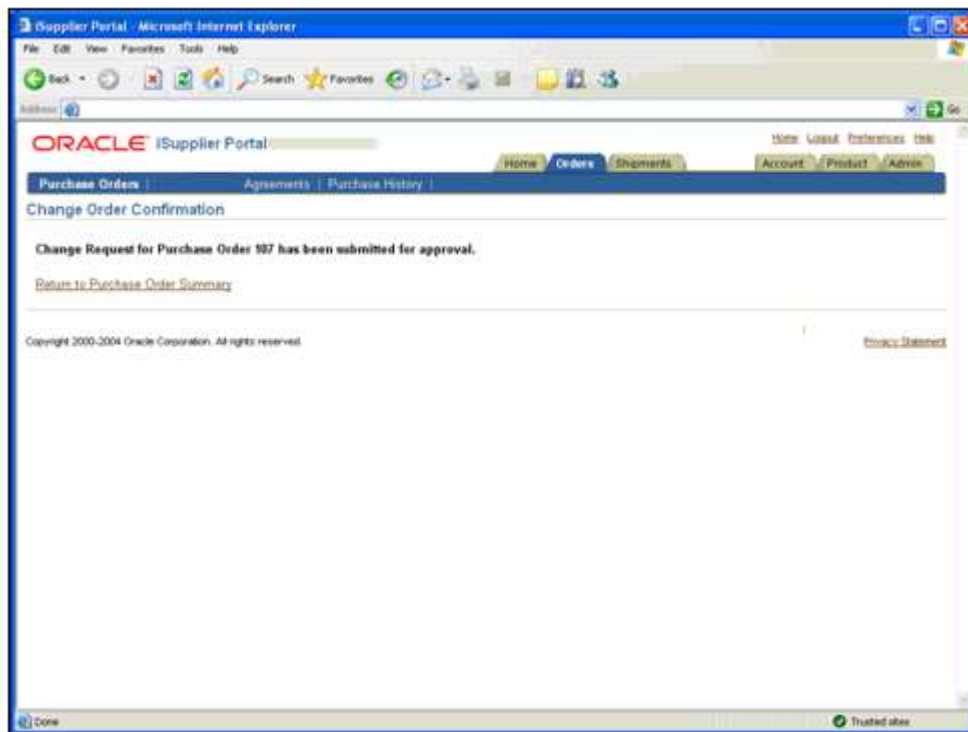 iSupplier Portal - Microsoft Internet Explorer
File Edit View Favorites Tools Help
Back Search Favorites
Address Go
ORACLE iSupplier Portal
Home Logout Preferences Help
Home Orders Shipments Account Product Admin
Purchase Orders | Agreements | Purchase History |
Change Order Confirmation
Change Request for Purchase Order 107 has been submitted for approval.
Return to Purchase Order Summary
Copyright 2000-2004 Oracle Corporation. All rights reserved.
Privacy Statement
Done Trusted sites